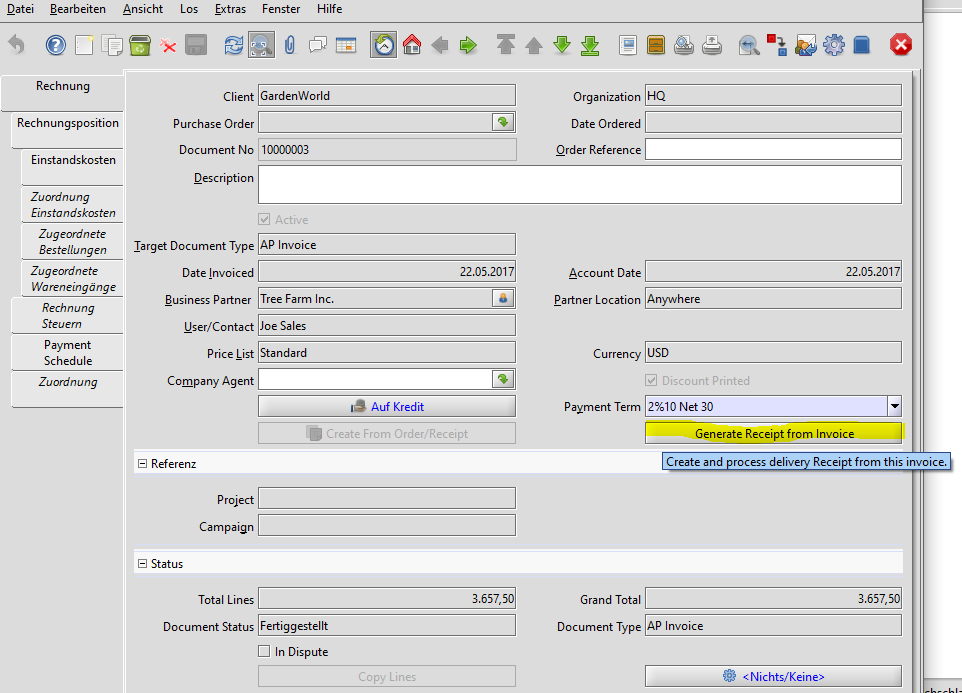 Datei Bearbeiten Ansicht Los Extras Fenster Hilfe
Rechnung
Rechnungsposition
Einstandskosten
Zuordnung
Einstandskosten
Zugeordnete
Bestellungen
Zugeordnete
Wareneingänge
Rechnung
Steuern
Payment
Schedule
Zuordnung
Client GardenWorld Organization HQ
Purchase Order Date Ordered
Document No 10000003 Order Reference
Description
Active
Target Document Type AP Invoice
Date Invoiced 22.05.2017 Account Date 22.05.2017
Business Partner Tree Farm Inc. Partner Location Anywhere
User/Contact Joe Sales
Price List Standard Currency USD
Company Agent Discount Printed
Auf Kredit Payment Term 2%10 Net 30
Create From Order/Receipt Generate Receipt from Invoice
Create and process delivery Receipt from this invoice.
Referenz
Project
Campaign
Status
Total Lines 3.657,50 Grand Total 3.657,50
Document Status Fertiggestellt Document Type AP Invoice
In Dispute
Copy Lines <Nichts/Keine>